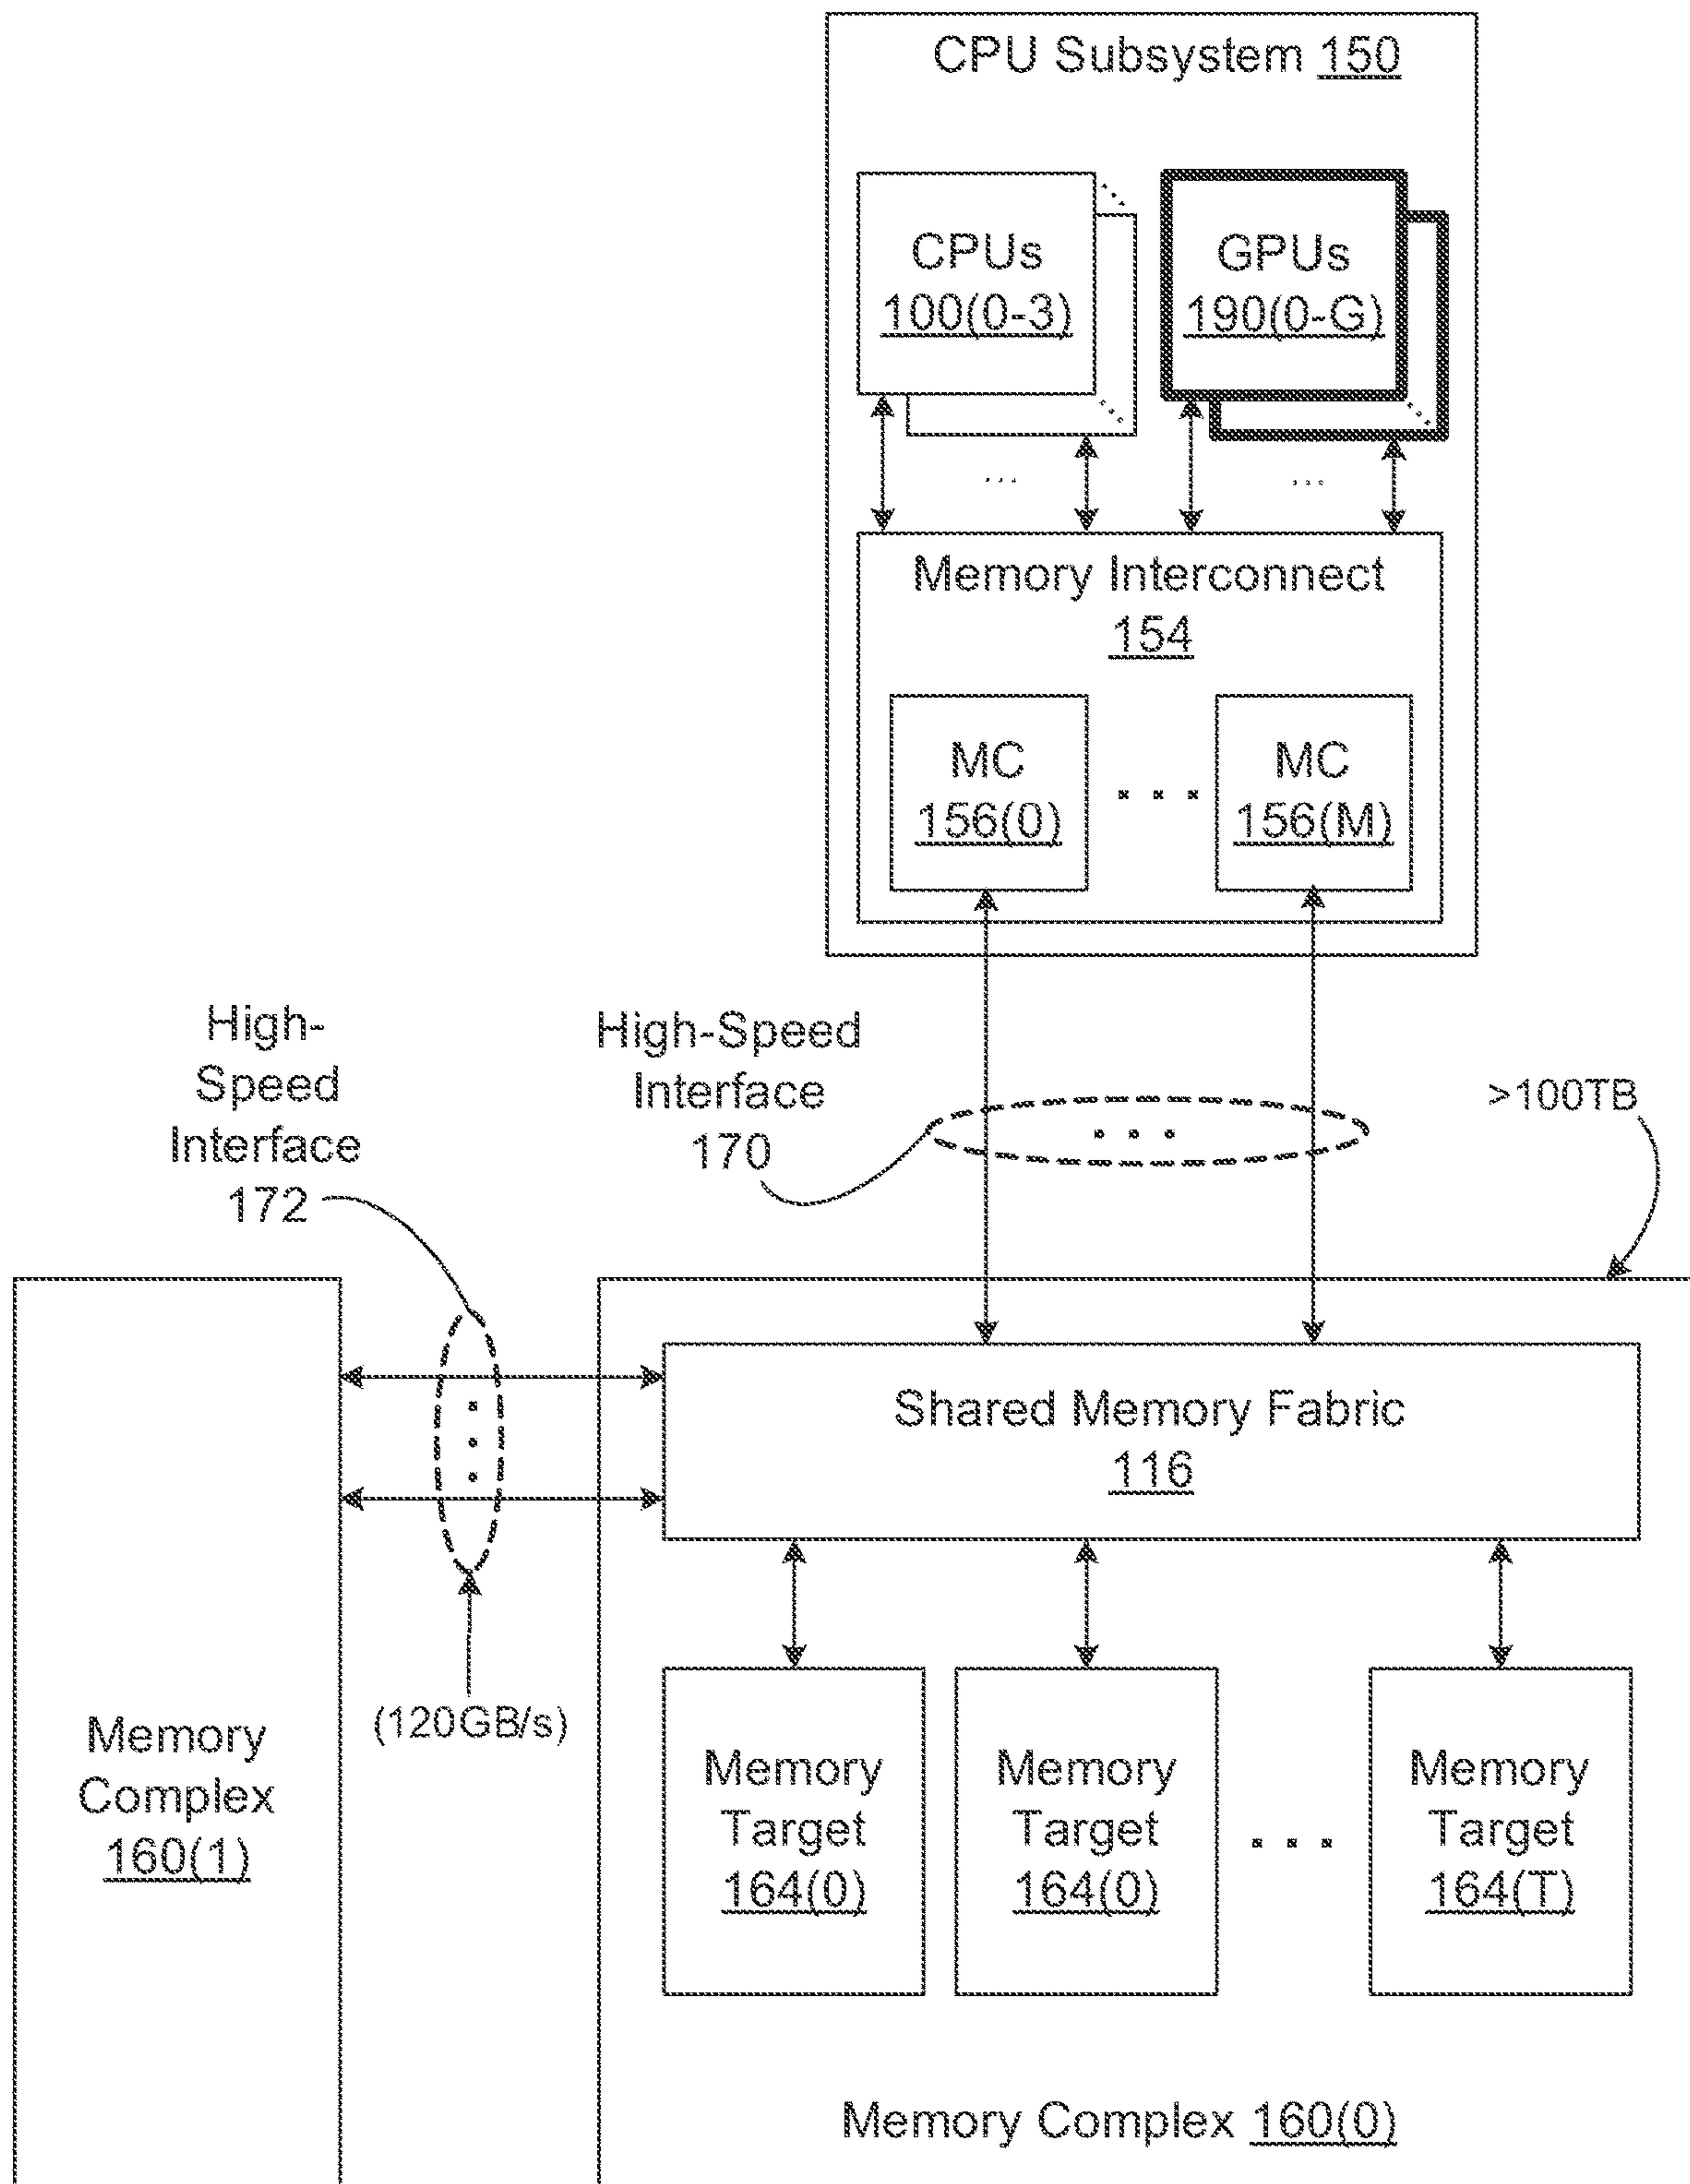 CPU Subsystem 150
CPUs
100(0-3)
GPUs
190(0-G)
...
...
Memory Interconnect
154
MC
156(0)
...
MC
156(M)
High-
Speed
Interface
172
High-Speed
Interface
170
...
>100TB
Shared Memory Fabric
116
(120GB/s)
Memory
Complex
160(1)
Memory
Target
164(0)
Memory
Target
164(0)
...
Memory
Target
164(T)
Memory Complex 160(0)